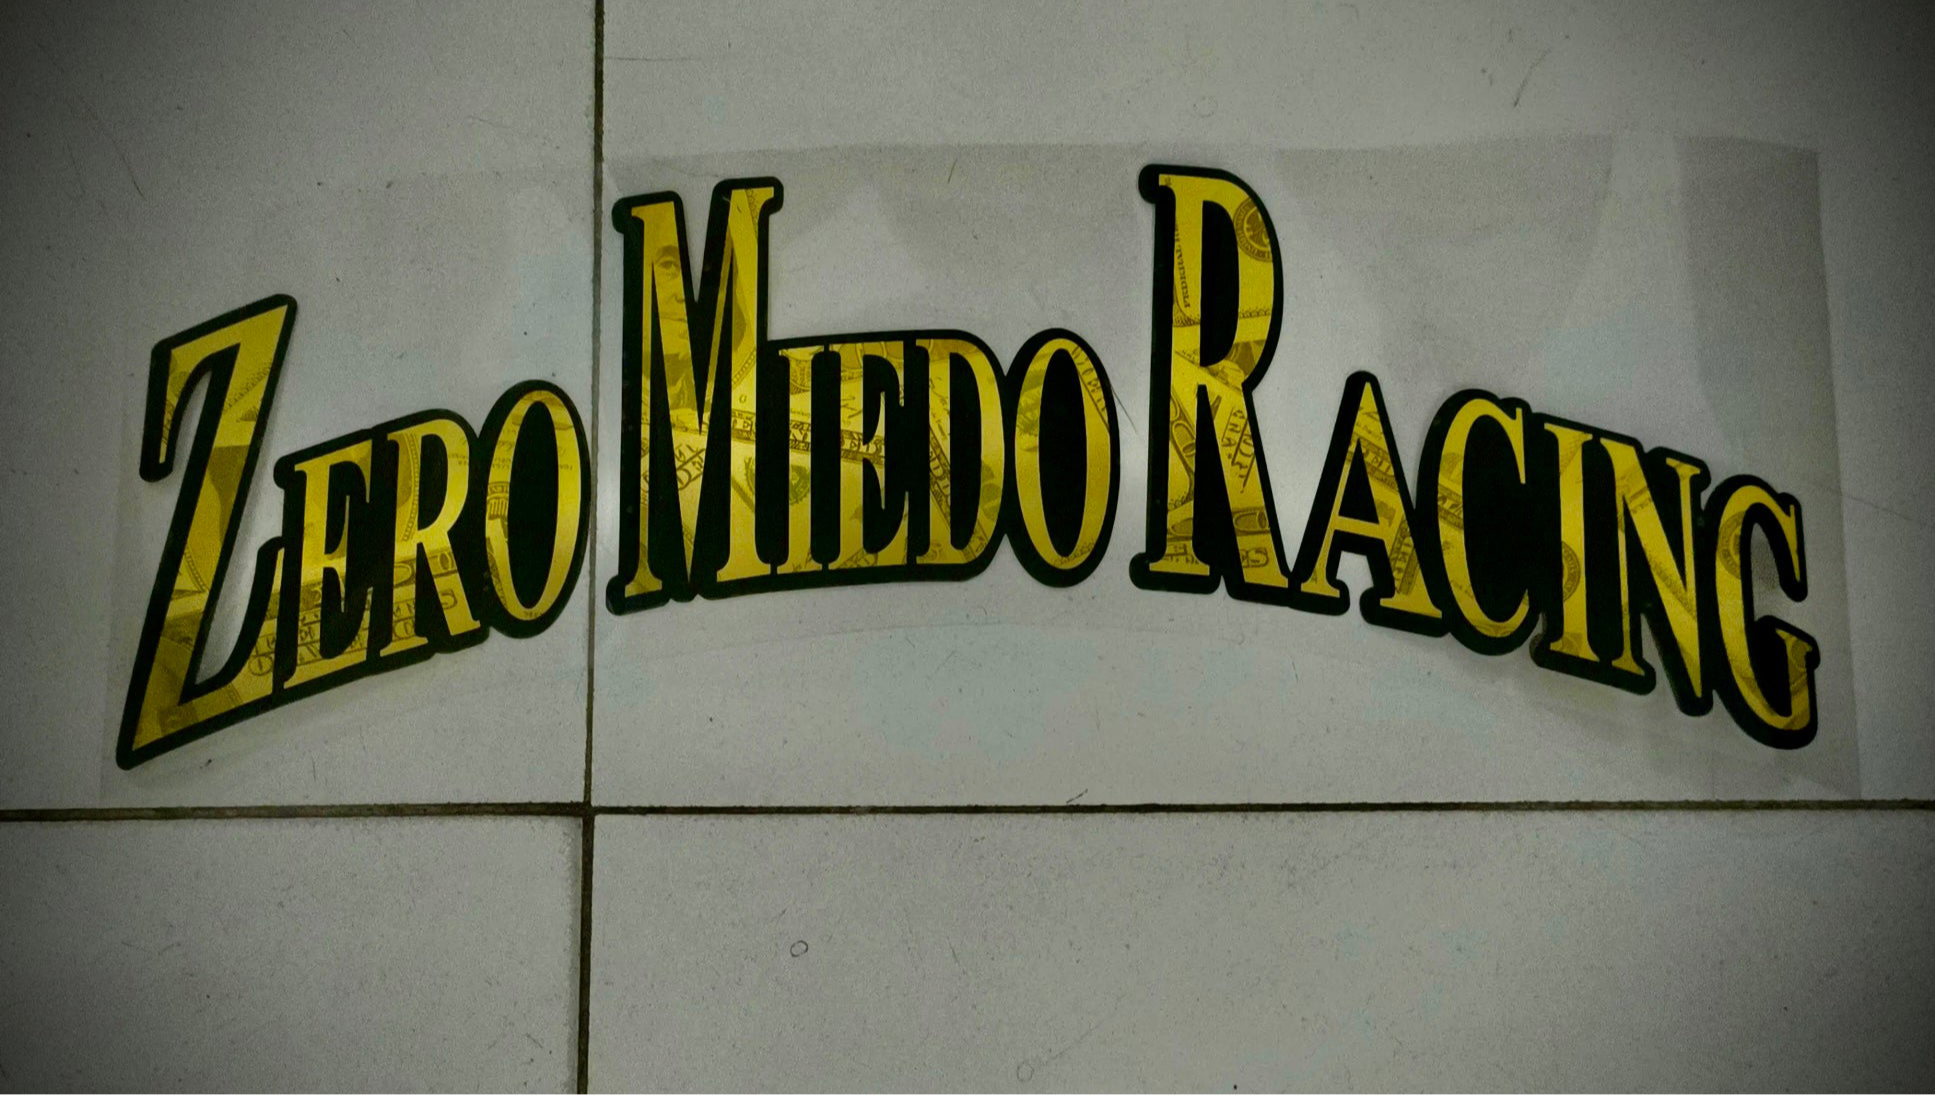 ZERO MIEDO RACING